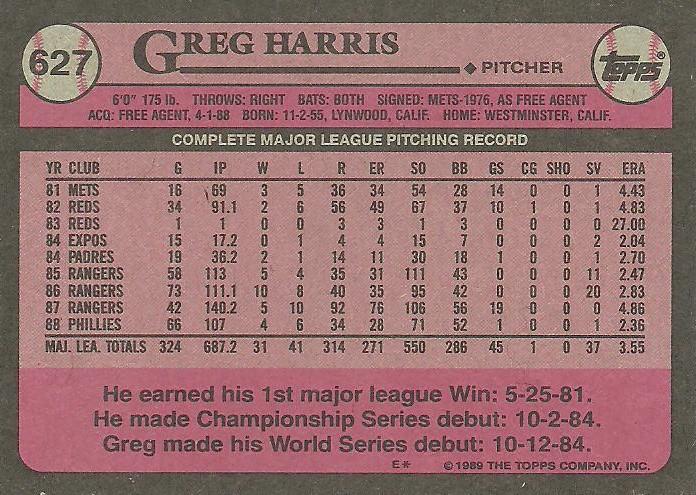 627 GREG HARRIS
PITCHER TOPPS®
6'0" 175 lb. THROWS: RIGHT BATS: BOTH SIGNED: METS-1976, AS FREE AGENT
ACQ: FREE AGENT, 4-1-88 BORN: 11-2-55, LYNWOOD, CALIF. HOME: WESTMINSTER, CALIF.
COMPLETE MAJOR LEAGUE PITCHING RECORD
YR CLUB G IP W L R ER SO BB GS CG SHO SV ERA
81 METS 16 69 3 5 36 34 54 28 14 0 0 1 4.43
82 REDS 34 91.1 2 6 56 49 67 37 10 1 0 1 4.83
83 REDS 1 1 0 0 3 3 1 3 0 0 0 0 27.00
84 EXPOS 15 17.2 0 1 4 4 15 7 0 0 0 2 2.04
84 PADRES 19 36.2 2 1 14 11 30 18 1 0 0 1 2.70
85 RANGERS 58 113 5 4 35 31 111 43 0 0 0 11 2.47
86 RANGERS 73 111.1 10 8 40 35 95 42 0 0 0 20 2.83
87 RANGERS 42 140.2 5 10 92 76 106 56 19 0 0 0 4.86
88 PHILLIES 66 107 4 6 34 28 71 52 1 0 0 1 2.36
MAJ. LEA. TOTALS 324 687.2 31 41 314 271 550 286 45 1 0 37 3.55
He earned his 1st major league Win: 5-25-81.
He made Championship Series debut: 10-2-84.
Greg made his World Series debut: 10-12-84.
E* © 1989 THE TOPPS COMPANY, INC.